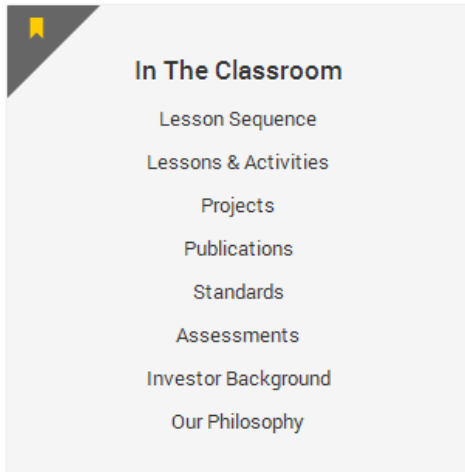 In The Classroom
Lesson Sequence
Lessons & Activities
Projects
Publications
Standards
Assessments
Investor Background
Our Philosophy